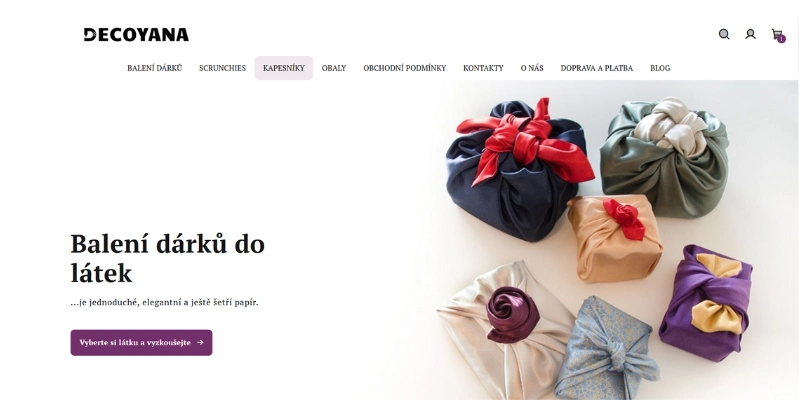 DECOYANA
1
BALENÍ DÁRKŮ SCRUNCHIES KAPESNÍKY OBALY OBCHODNÍ PODMÍNKY KONTAKTY O NÁS DOPRAVA A PLATBA BLOG
Balení dárků do
látek
...je jednoduché, elegantní a ještě šetří papír.
Vyberte si látku a vyzkoušejte →